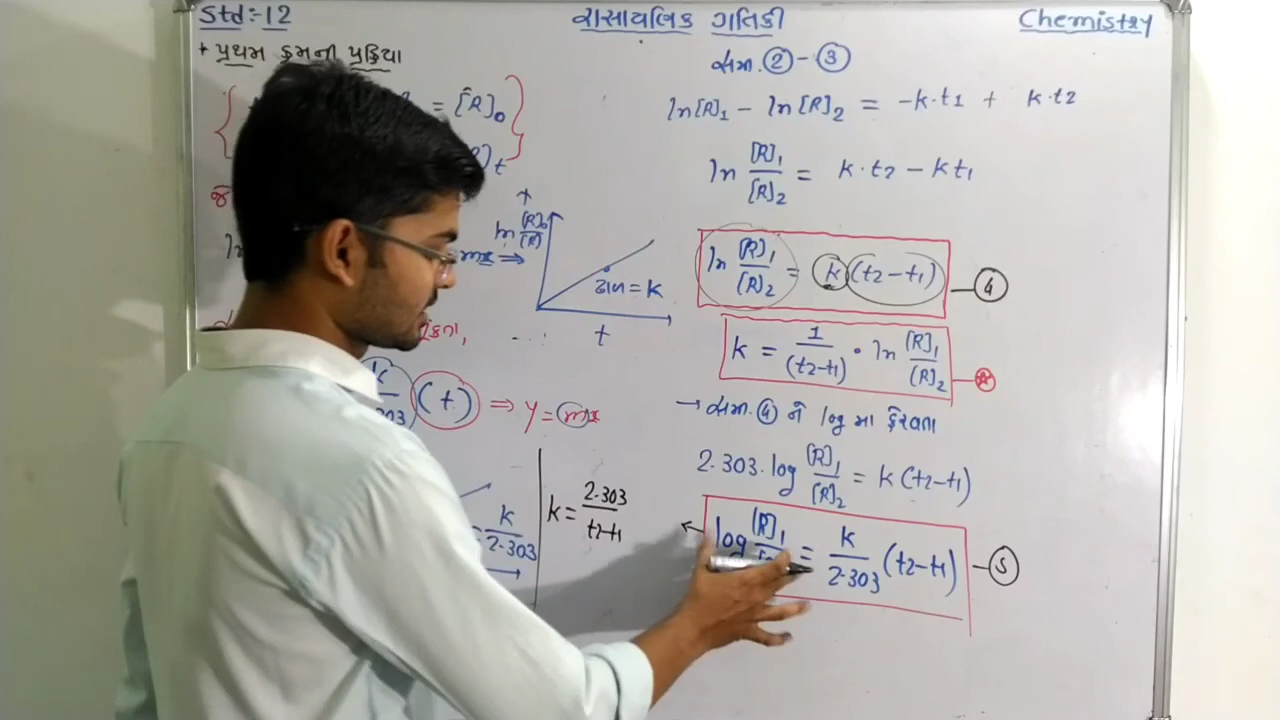 Std:-12
રાસાયણિક ગતિકી
Chemistry
+ પ્રથમ ક્રમની પ્રક્રિયા
= [R]₀
ln [R]₀/[R]
ઢાળ = k
t
(t) ⇒ y = mx
k/2.303
k = 2.303/t₂-t₁
સમી. ② - ③
ln[R]₁ - ln[R]₂ = -k·t₁ + k·t₂
ln [R]₁/[R]₂ = k·t₂ - kt₁
ln [R]₁/[R]₂ = k(t₂-t₁) — ④
k = 1/(t₂-t₁) · ln [R]₁/[R]₂
→ સમી. ④ ને log મા ફેરવતા
2.303·log [R]₁/[R]₂ = k(t₂-t₁)
log [R]₁ = k/2.303 (t₂-t₁) — ⑤